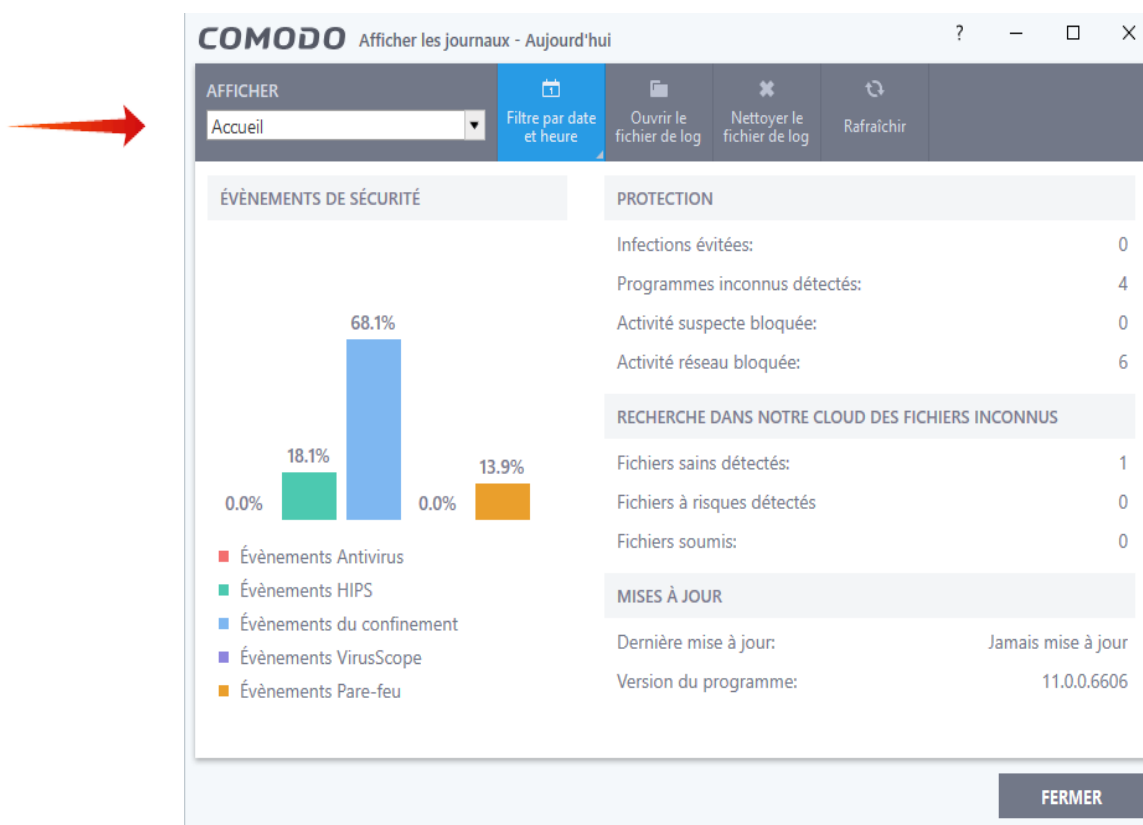 COMODO Afficher les journaux - Aujourd'hui
?
AFFICHER
Accueil
1
Filtre par date
et heure
Ouvrir le
fichier de log
Nettoyer le
fichier de log
Rafraîchir
ÉVÈNEMENTS DE SÉCURITÉ
0.0%
18.1%
68.1%
0.0%
13.9%
Évènements Antivirus
Évènements HIPS
Évènements du confinement
Évènements VirusScope
Évènements Pare-feu
PROTECTION
Infections évitées: 0
Programmes inconnus détectés: 4
Activité suspecte bloquée: 0
Activité réseau bloquée: 6
RECHERCHE DANS NOTRE CLOUD DES FICHIERS INCONNUS
Fichiers sains détectés: 1
Fichiers à risques détectés 0
Fichiers soumis: 0
MISES À JOUR
Dernière mise à jour: Jamais mise à jour
Version du programme: 11.0.0.6606
FERMER